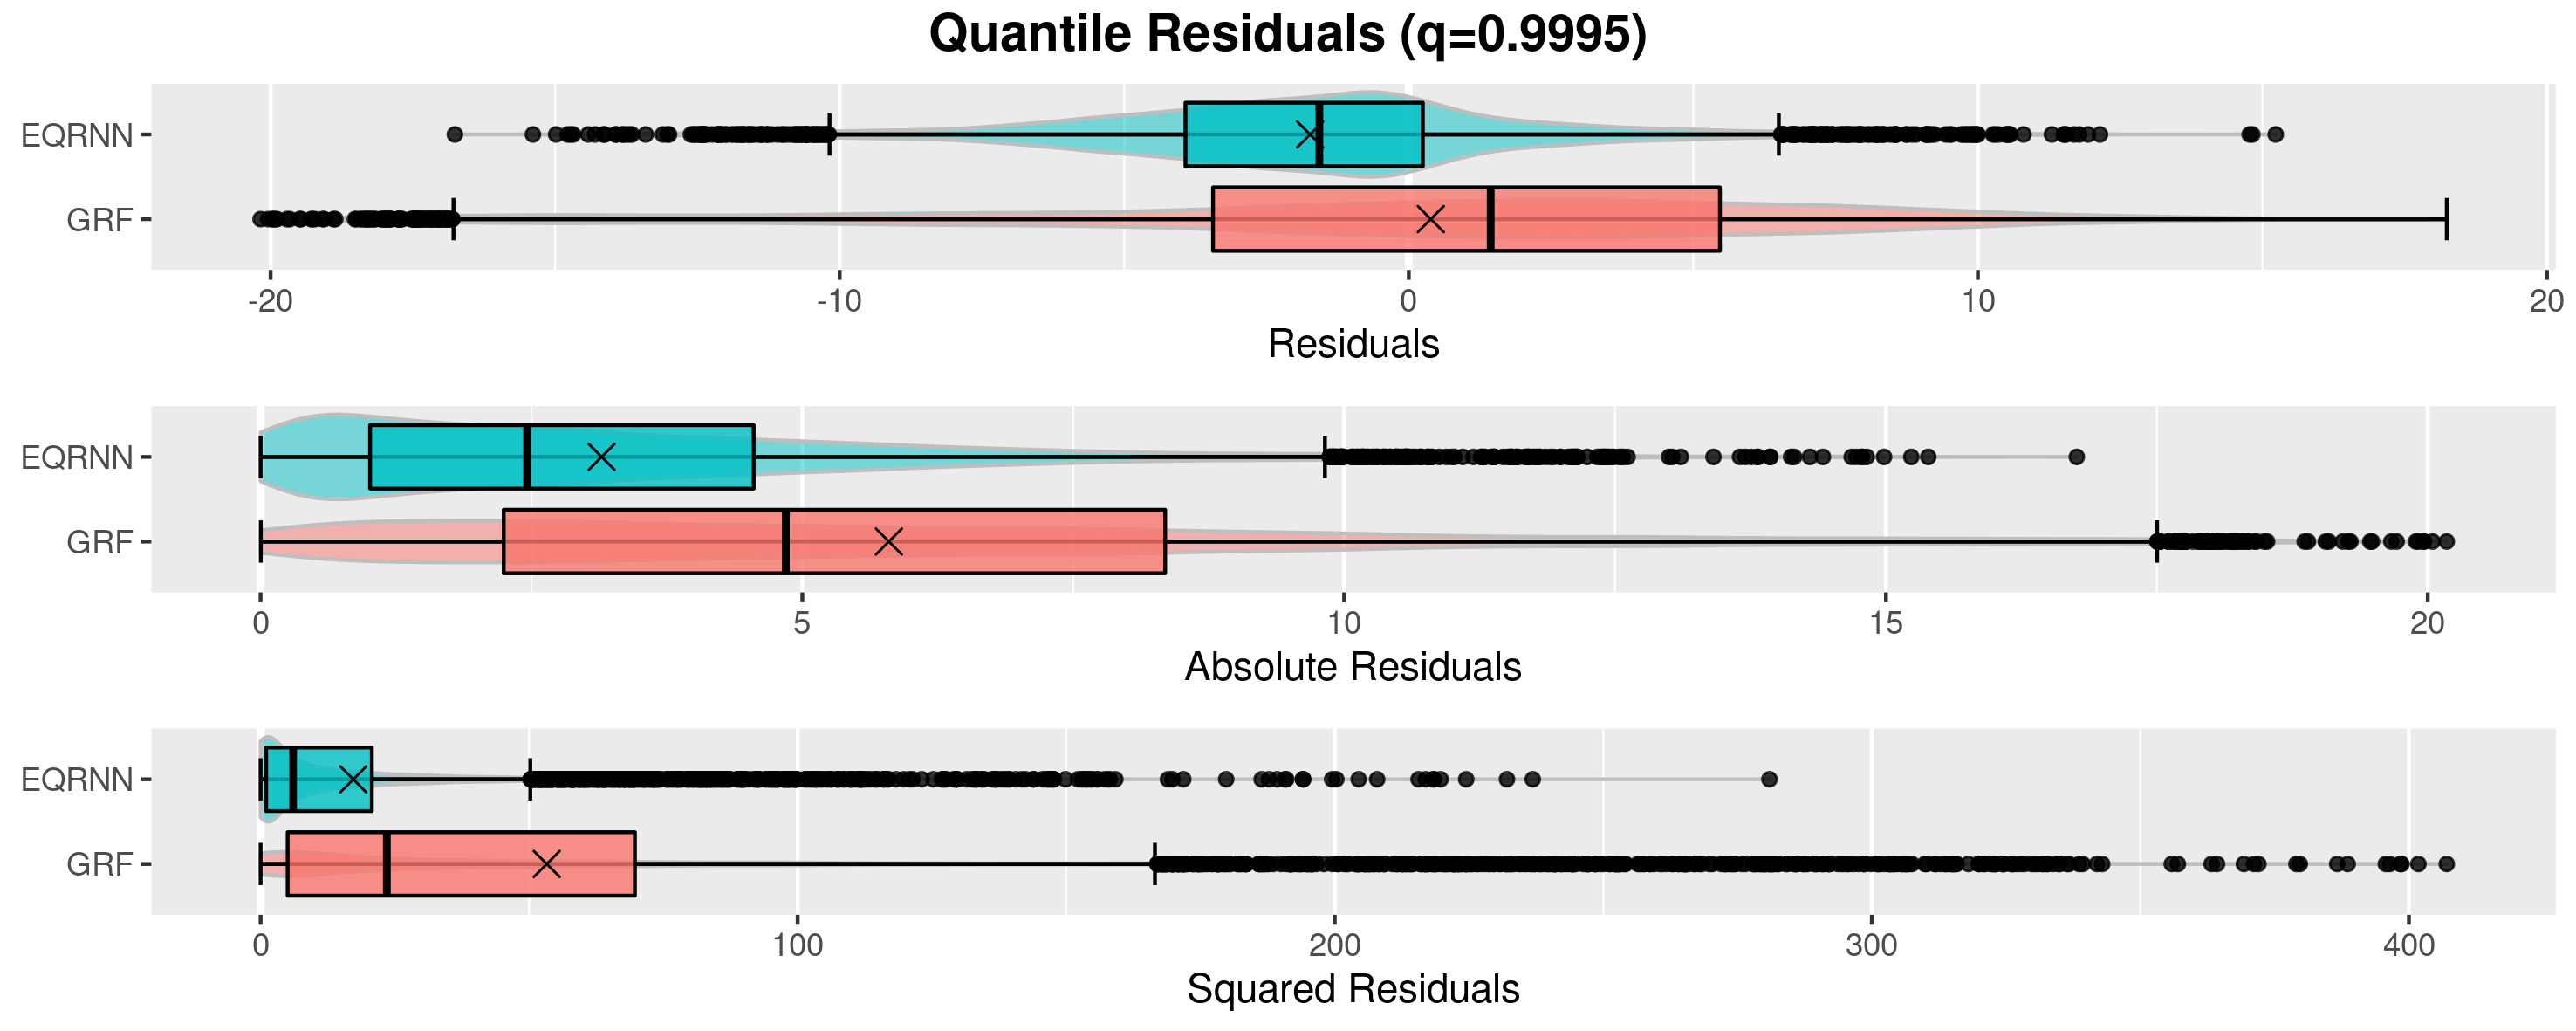 Quantile Residuals (q=0.9995)
EQRNN
GRF
-20 -10 0 10 20
Residuals
EQRNN
GRF
0 5 10 15 20
Absolute Residuals
EQRNN
GRF
0 100 200 300 400
Squared Residuals